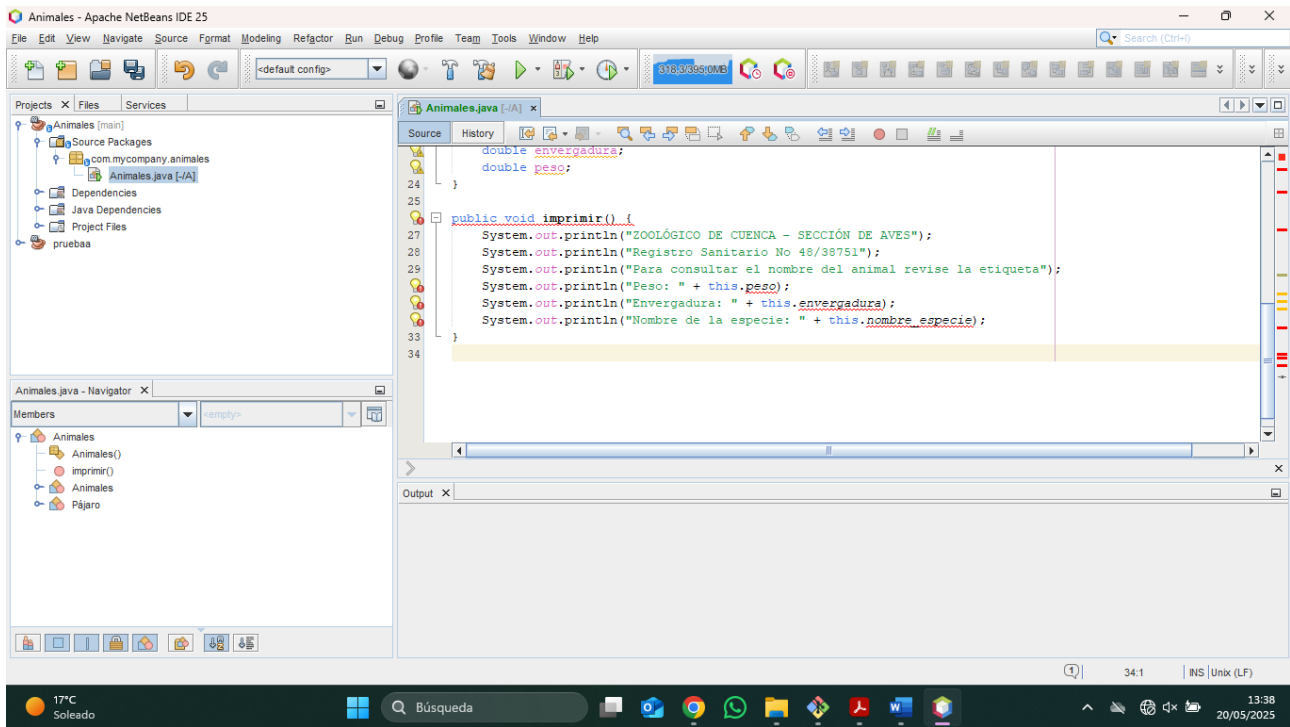 Animales - Apache NetBeans IDE 25
File Edit View Navigate Source Format Modeling Refactor Run Debug Profile Team Tools Window Help
Search (Ctrl+I)
<default config>
318,3/395,0MB
Projects Files Services
Animales [main]
Source Packages
com.mycompany.animales
Animales.java [-/A]
Dependencies
Java Dependencies
Project Files
pruebaa
Animales.java [-/A]
Source History
double envergadura;
double peso;
24 }
25
public void imprimir() {
27 System.out.println("ZOOLÓGICO DE CUENCA - SECCIÓN DE AVES");
28 System.out.println("Registro Sanitario No 48/38751");
29 System.out.println("Para consultar el nombre del animal revise la etiqueta");
System.out.println("Peso: " + this.peso);
System.out.println("Envergadura: " + this.envergadura);
System.out.println("Nombre de la especie: " + this.nombre_especie);
33 }
34
Animales.java - Navigator
Members <empty>
Animales
Animales()
imprimir()
Animales
Pájaro
Output
1 34:1 INS Unix (LF)
17°C
Soleado
Búsqueda
13:38
20/05/2025